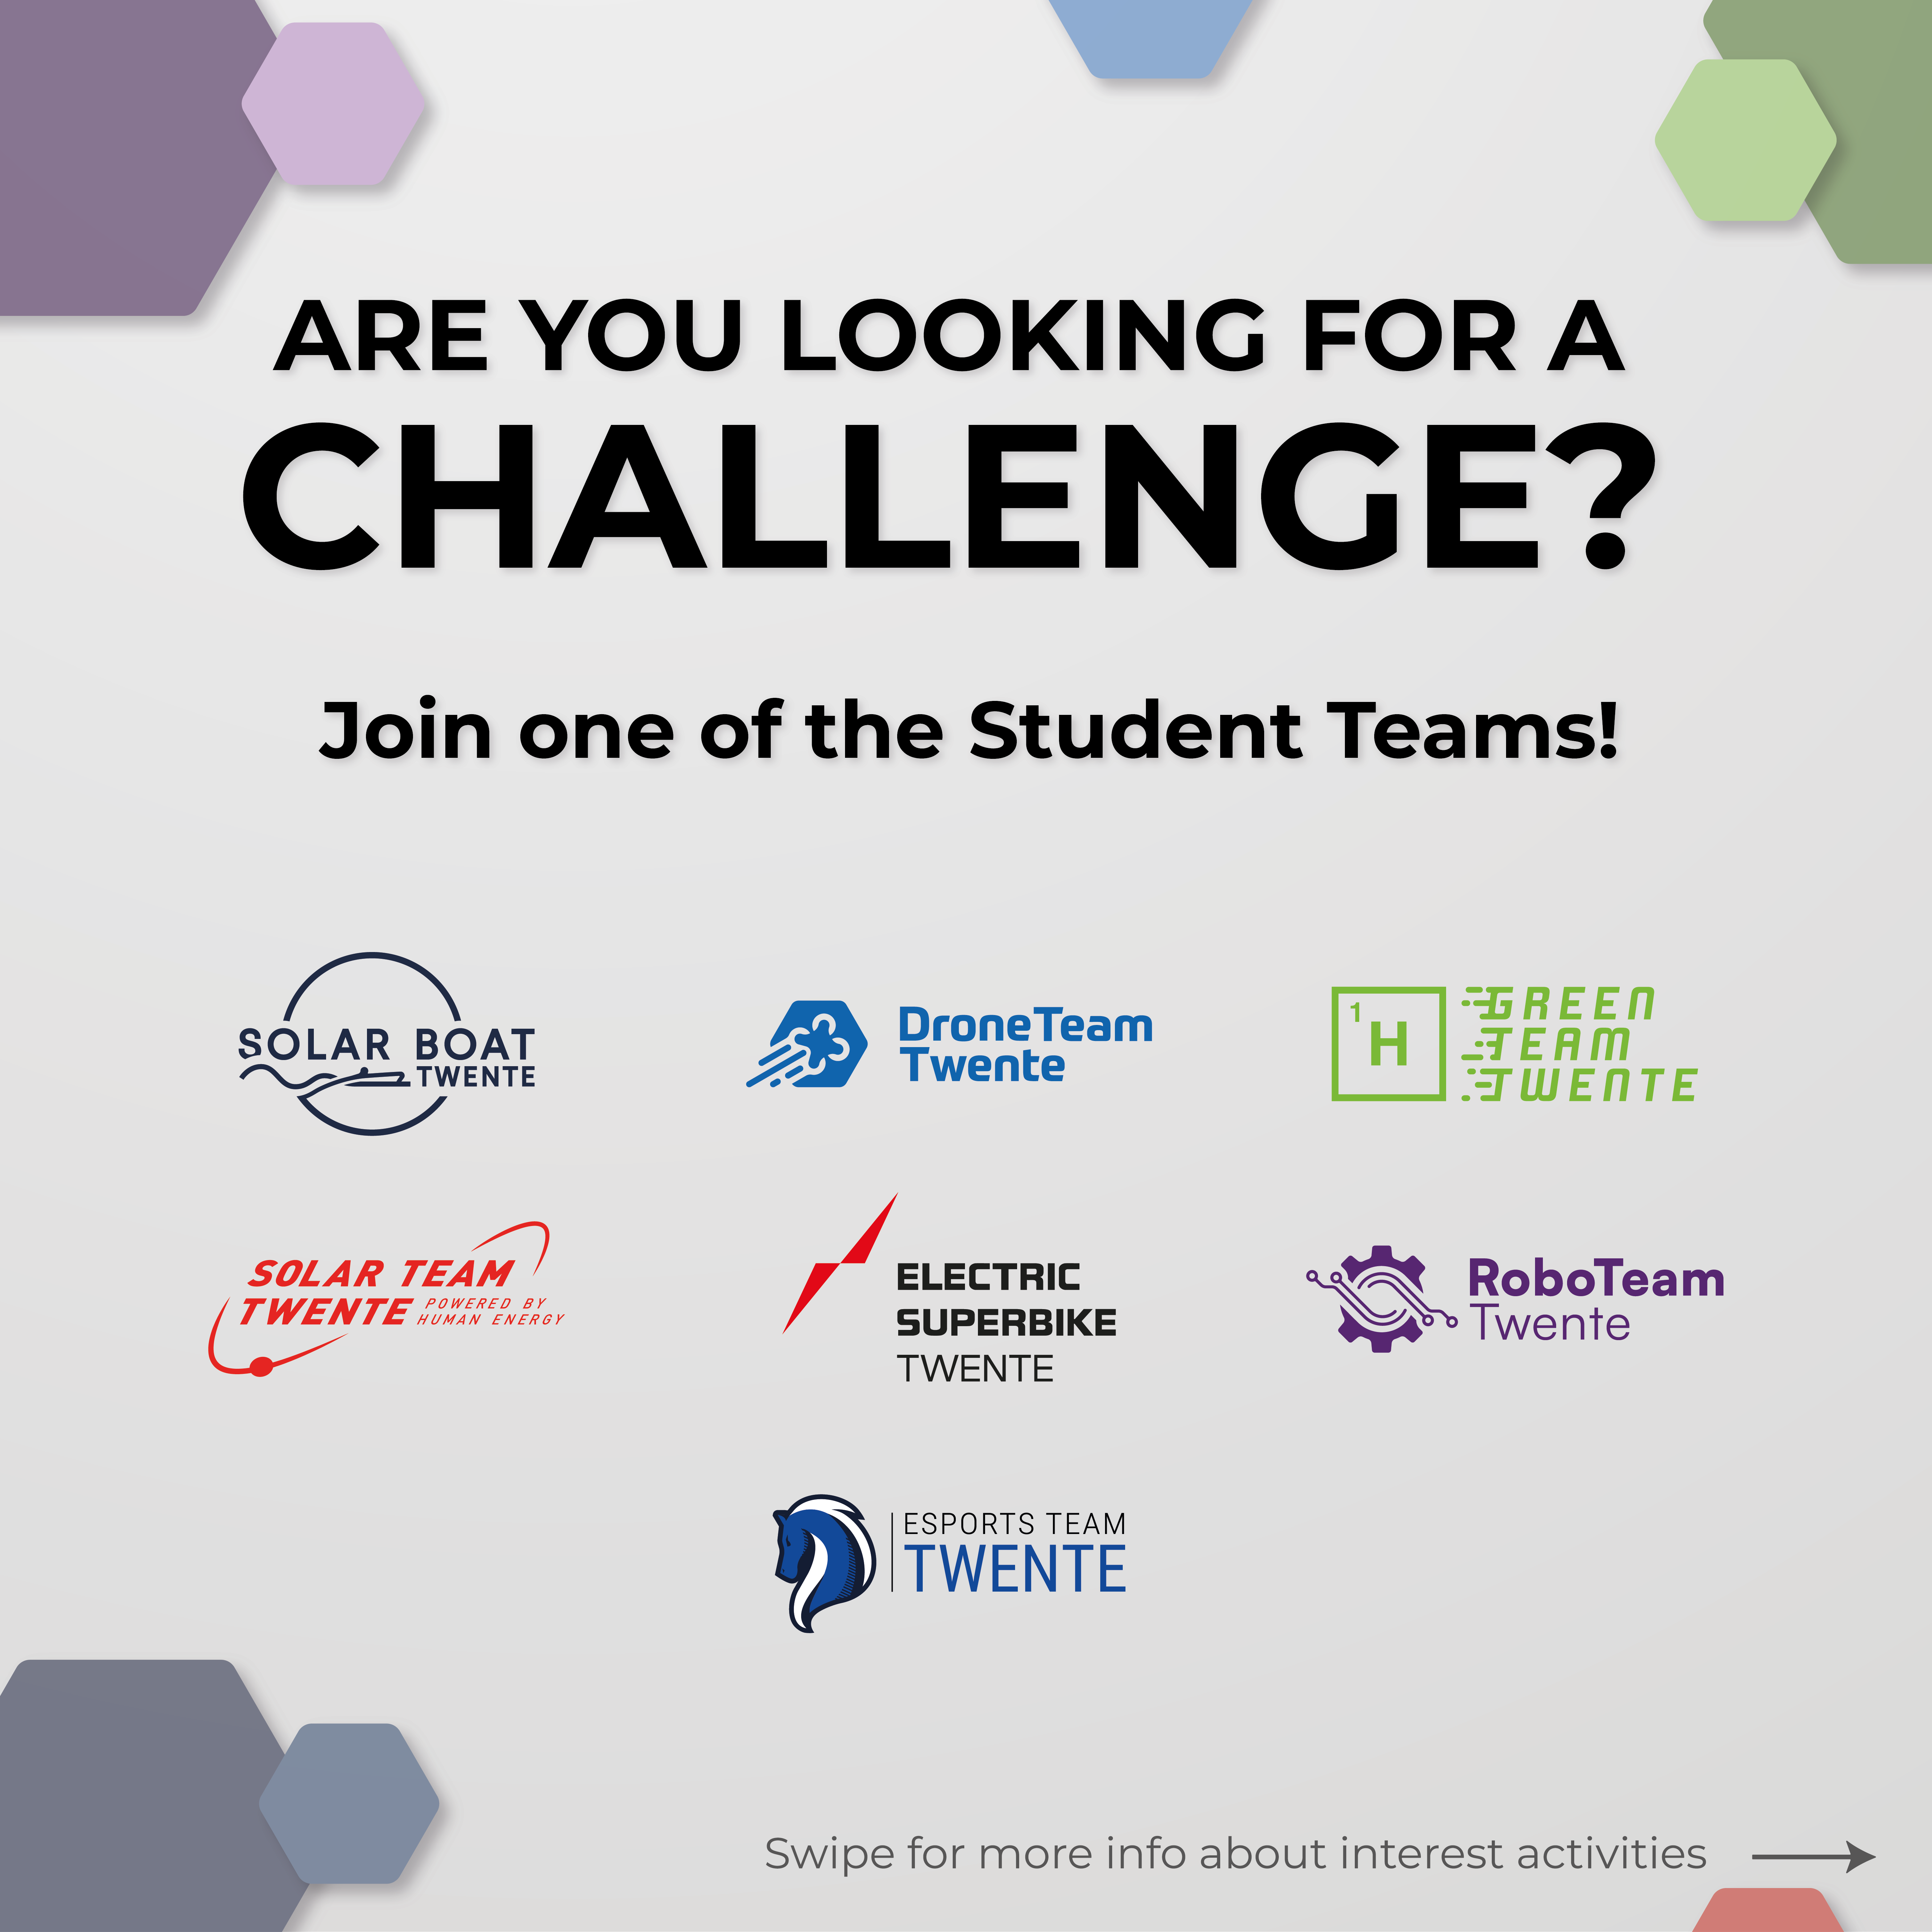 ARE YOU LOOKING FOR A
CHALLENGE?
Join one of the Student Teams!
SOLAR BOAT
TWENTE
DroneTeam
Twente
1
H
GREEN
TEAM
TWENTE
SOLAR TEAM
TWENTE POWERED BY
HUMAN ENERGY
ELECTRIC
SUPERBIKE
TWENTE
RoboTeam
Twente
ESPORTS TEAM
TWENTE
Swipe for more info about interest activities